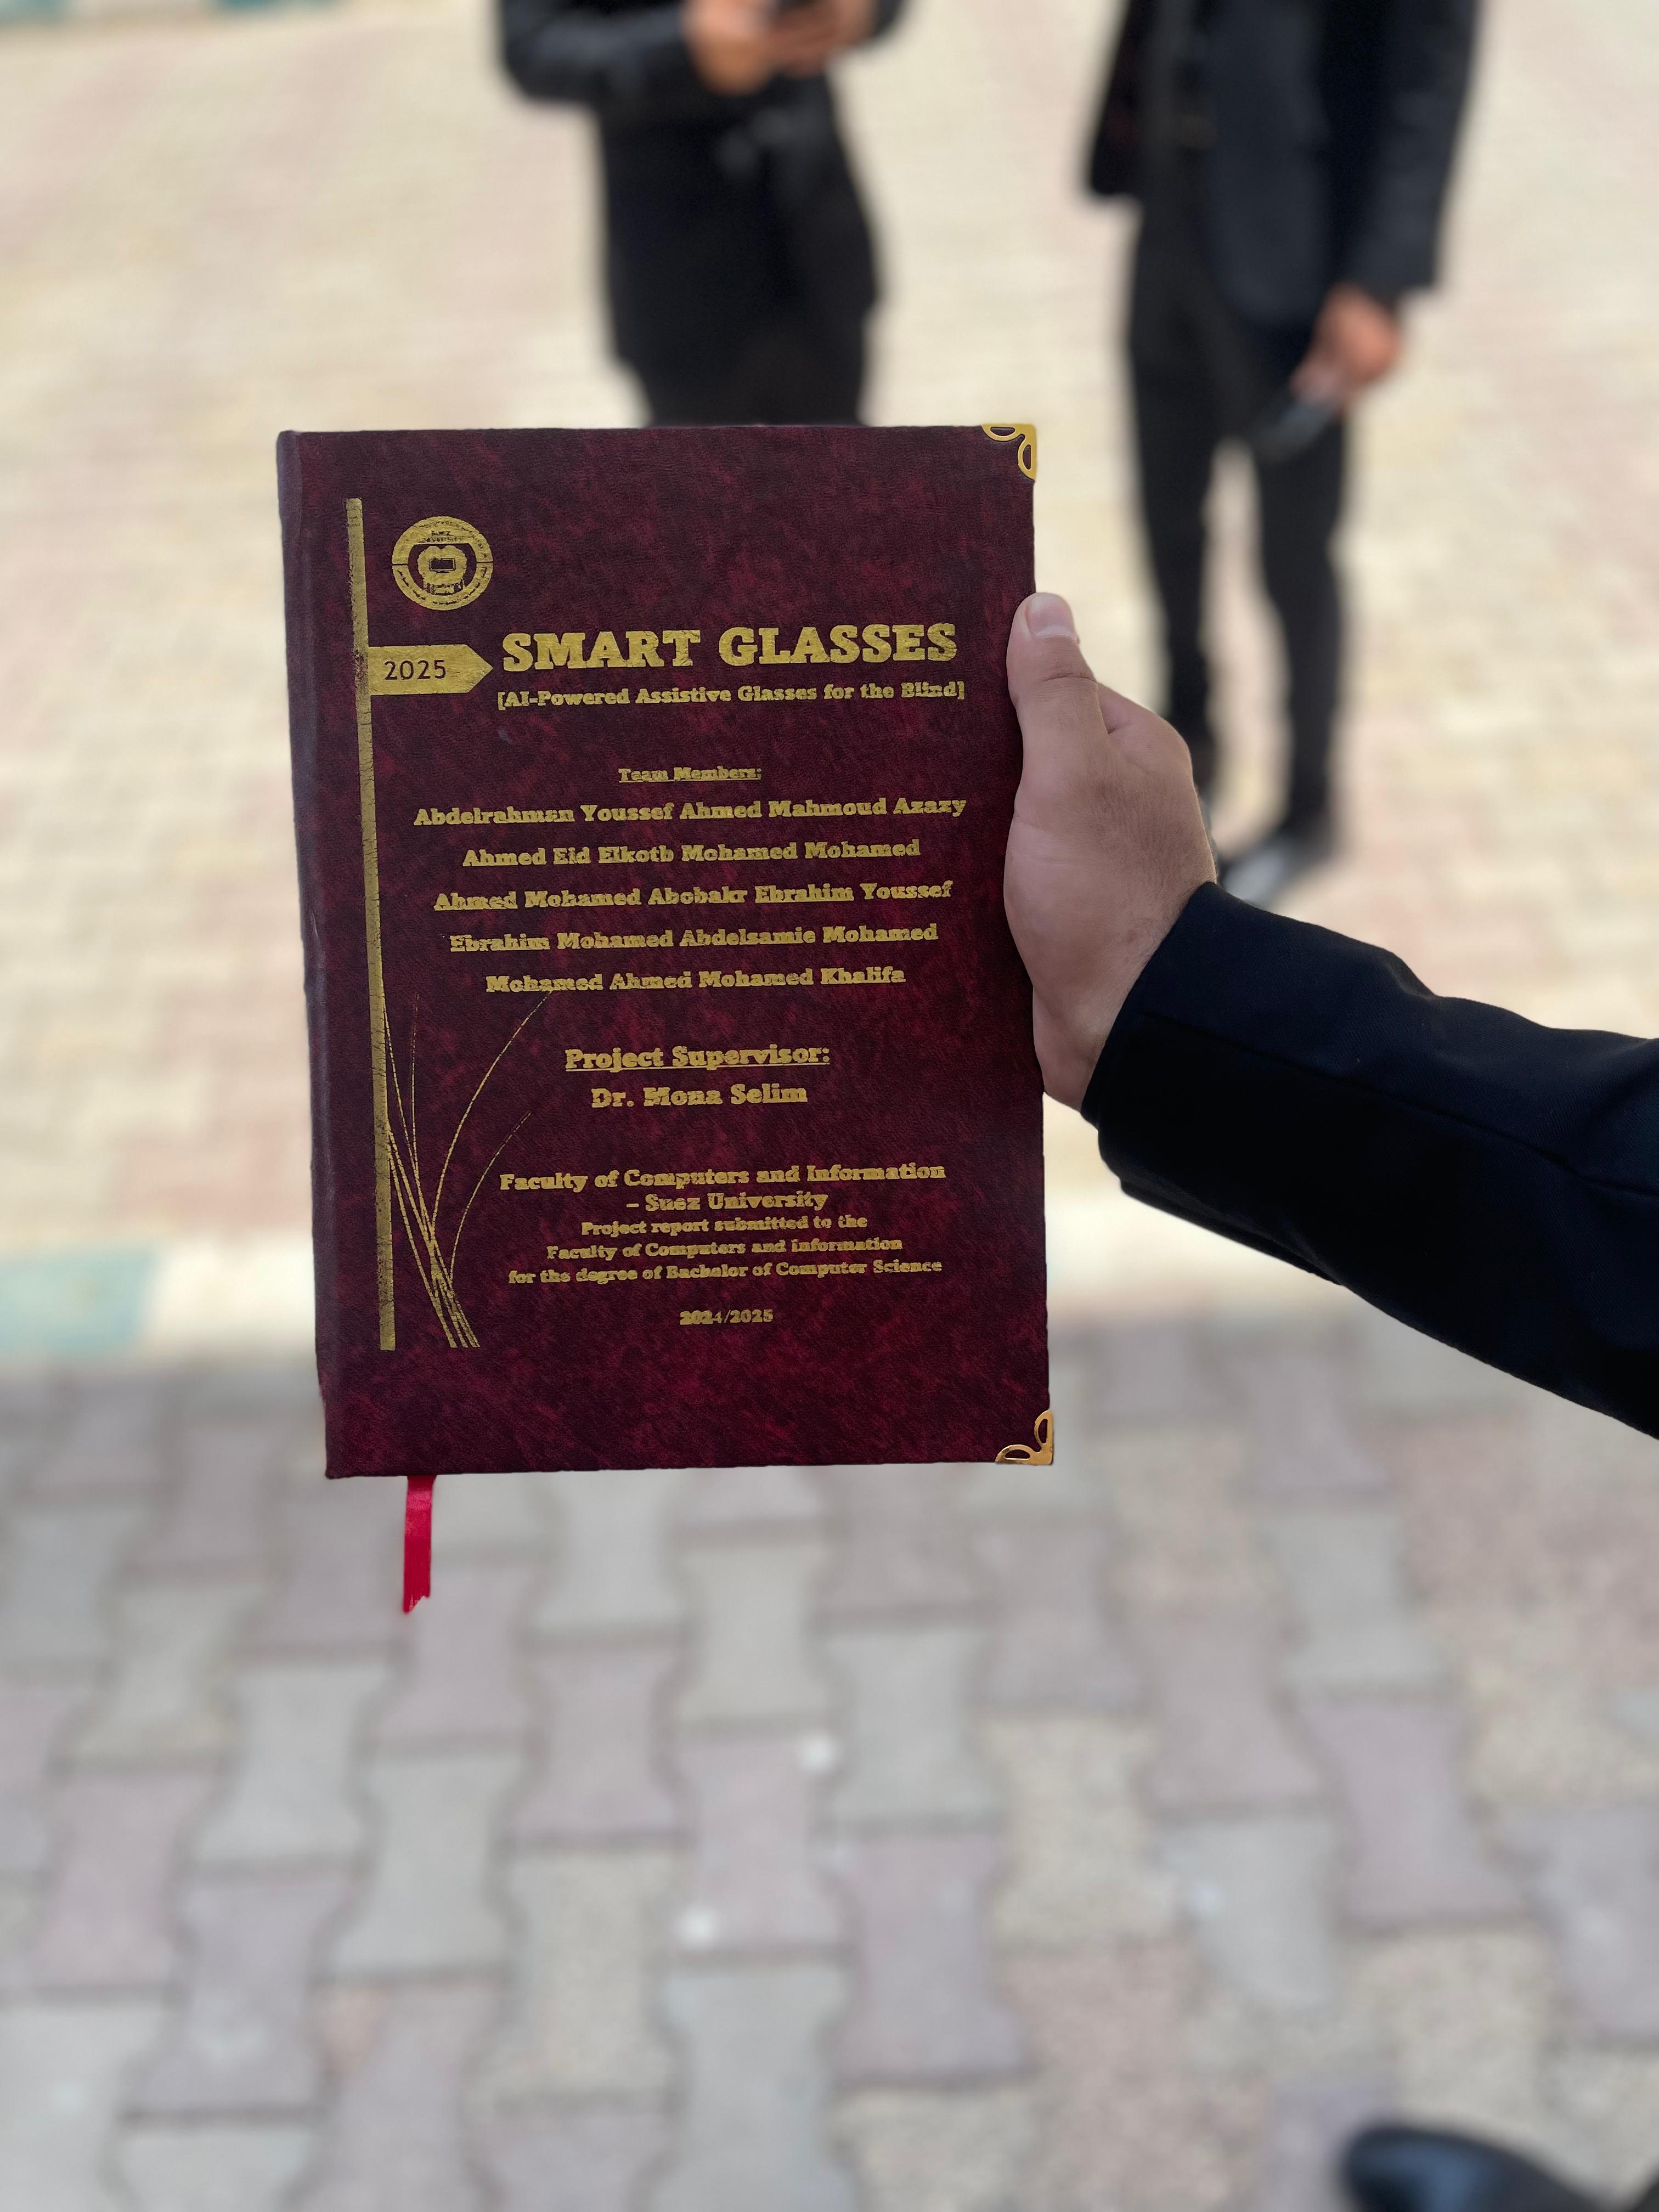 SUEZ
UNIVERSITY
2025
SMART GLASSES
[AI-Powered Assistive Glasses for the Blind]
Team Members:
Abdelrahman Youssef Ahmed Mahmoud Azazy
Ahmed Eid Elkotb Mohamed Mohamed
Ahmed Mohamed Abobakr Ebrahim Youssef
Ebrahim Mohamed Abdelsamie Mohamed
Mohamed Ahmed Mohamed Khalifa
Project Supervisor:
Dr. Mona Selim
Faculty of Computers and Information
– Suez University
Project report submitted to the
Faculty of Computers and Information
for the degree of Bachelor of Computer Science
2024/2025